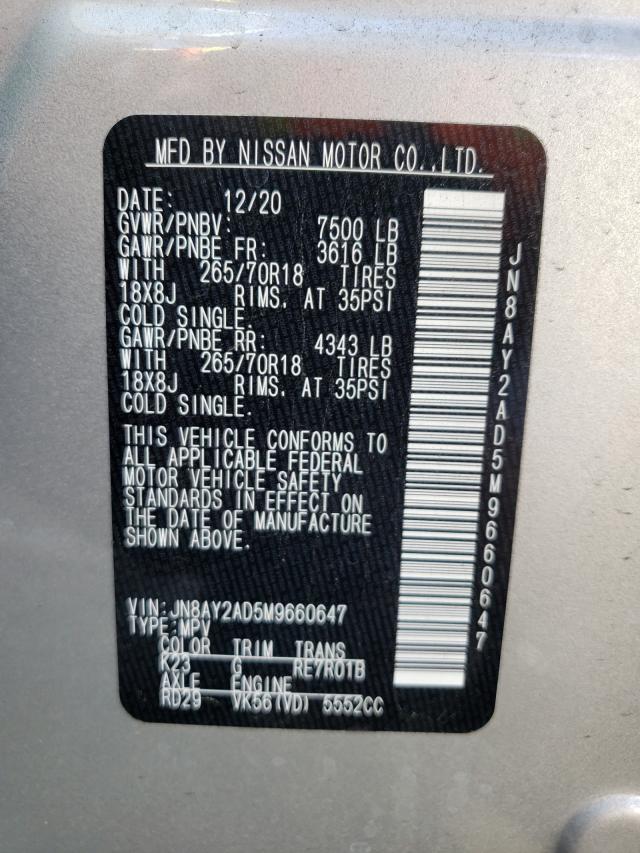 MFD BY NISSAN MOTOR CO.,LTD.
DATE: 12/20
GVWR/PNBV: 7500 LB
GAWR/PNBE FR: 3616 LB
WITH 265/70R18 TIRES
18X8J RIMS, AT 35PSI
COLD SINGLE.
GAWR/PNBE RR: 4343 LB
WITH 265/70R18 TIRES
18X8J RIMS, AT 35PSI
COLD SINGLE.
THIS VEHICLE CONFORMS TO
ALL APPLICABLE FEDERAL
MOTOR VEHICLE SAFETY
STANDARDS IN EFFECT ON
THE DATE OF MANUFACTURE
SHOWN ABOVE.
VIN:JN8AY2AD5M9660647
TYPE:MPV
COLOR TRIM TRANS
K23 G RE7R01B
AXLE ENGINE
RD29 VK56(VD) 5552CC
JN8AY2AD5M9660647